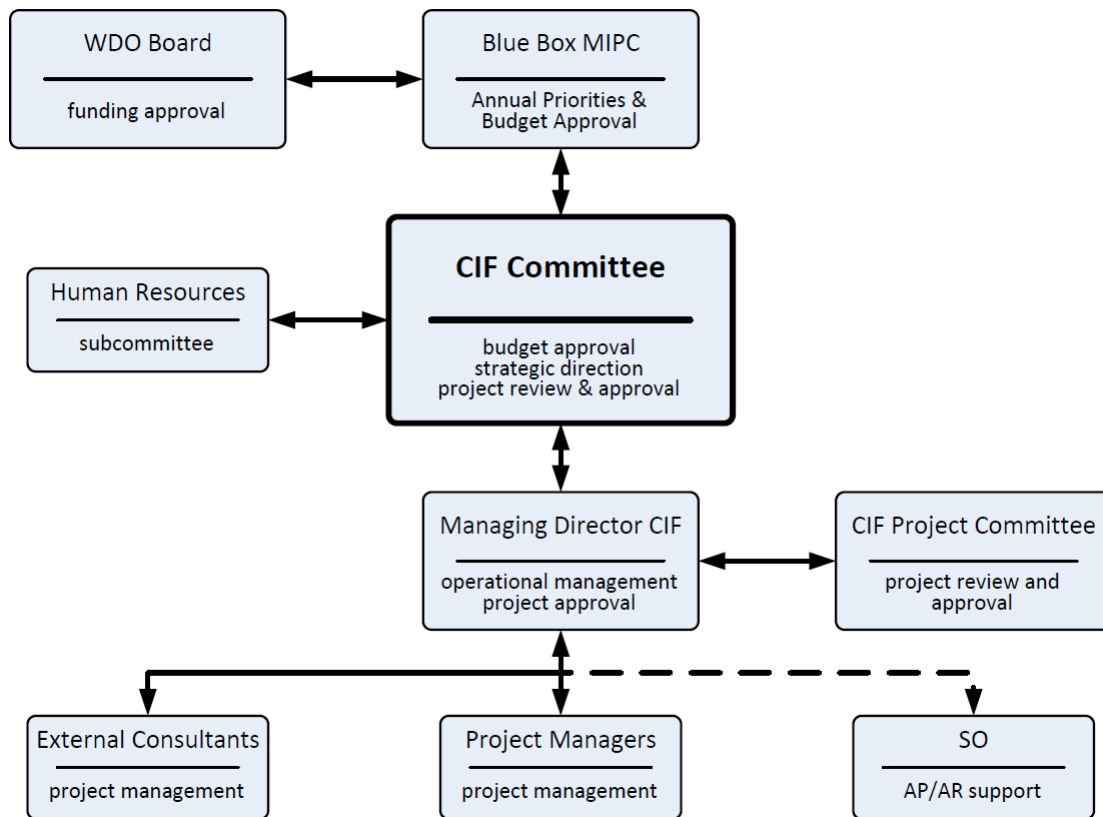 WDO Board
funding approval
Blue Box MIPC
Annual Priorities &
Budget Approval
CIF Committee
budget approval
strategic direction
project review & approval
Human Resources
subcommittee
Managing Director CIF
operational management
project approval
CIF Project Committee
project review and
approval
External Consultants
project management
Project Managers
project management
SO
AP/AR support